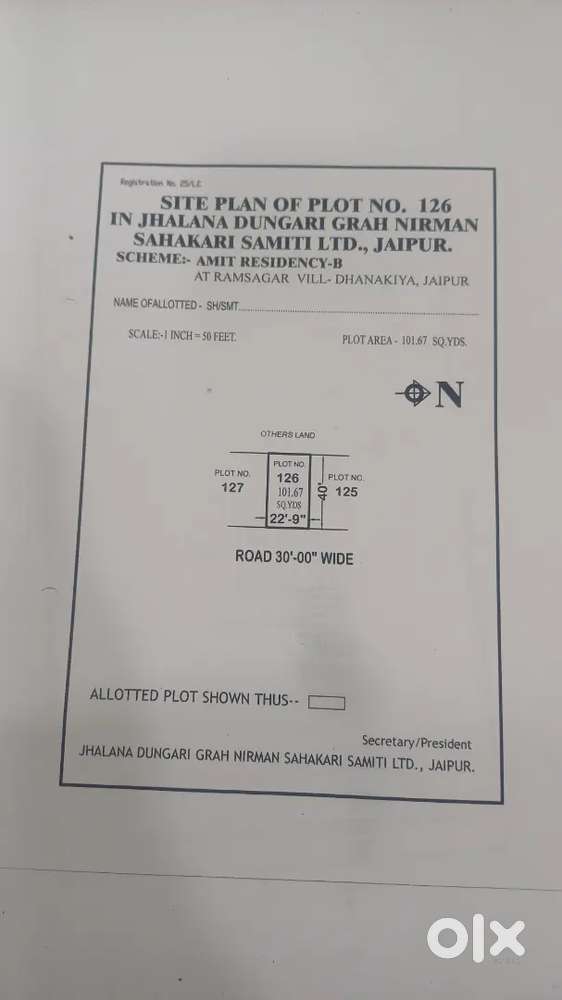 Registration No. 25/L.C
SITE PLAN OF PLOT NO. 126
IN JHALANA DUNGARI GRAH NIRMAN
SAHAKARI SAMITI LTD., JAIPUR.
SCHEME:- AMIT RESIDENCY-B
AT RAMSAGAR VILL- DHANAKIYA, JAIPUR
NAME OFALLOTTED - SH/SMT
SCALE:-1 INCH = 50 FEET.
PLOT AREA - 101.67 SQ.YDS.
N
OTHERS LAND
PLOT NO.
127
PLOT NO.
126
101.67
SQ.YDS
22'-9"
40'
PLOT NO.
125
ROAD 30'-00" WIDE
ALLOTTED PLOT SHOWN THUS--
Secretary/President
JHALANA DUNGARI GRAH NIRMAN SAHAKARI SAMITI LTD., JAIPUR.
olx